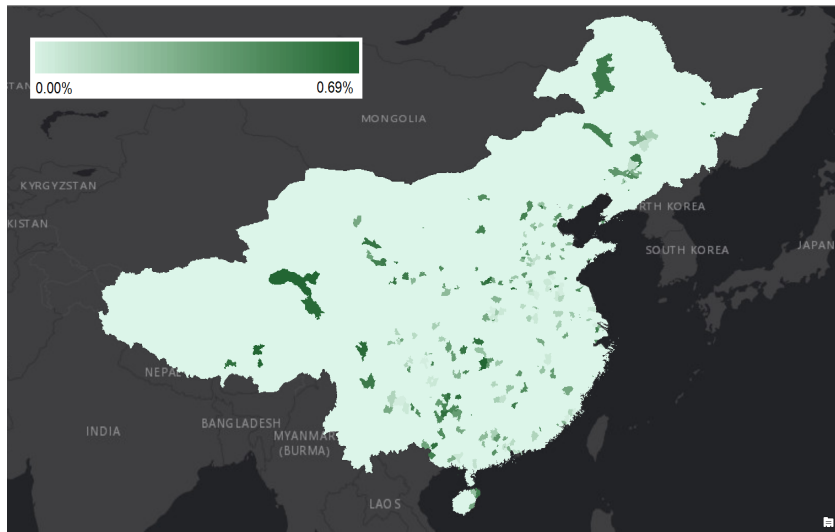 0.00% 0.69%
MONGOLIA
KYRGYZSTAN
NORTH KOREA
SOUTH KOREA
JAPAN
NEPAL
INDIA
BANGLADESH
MYANMAR
(BURMA)
LAOS